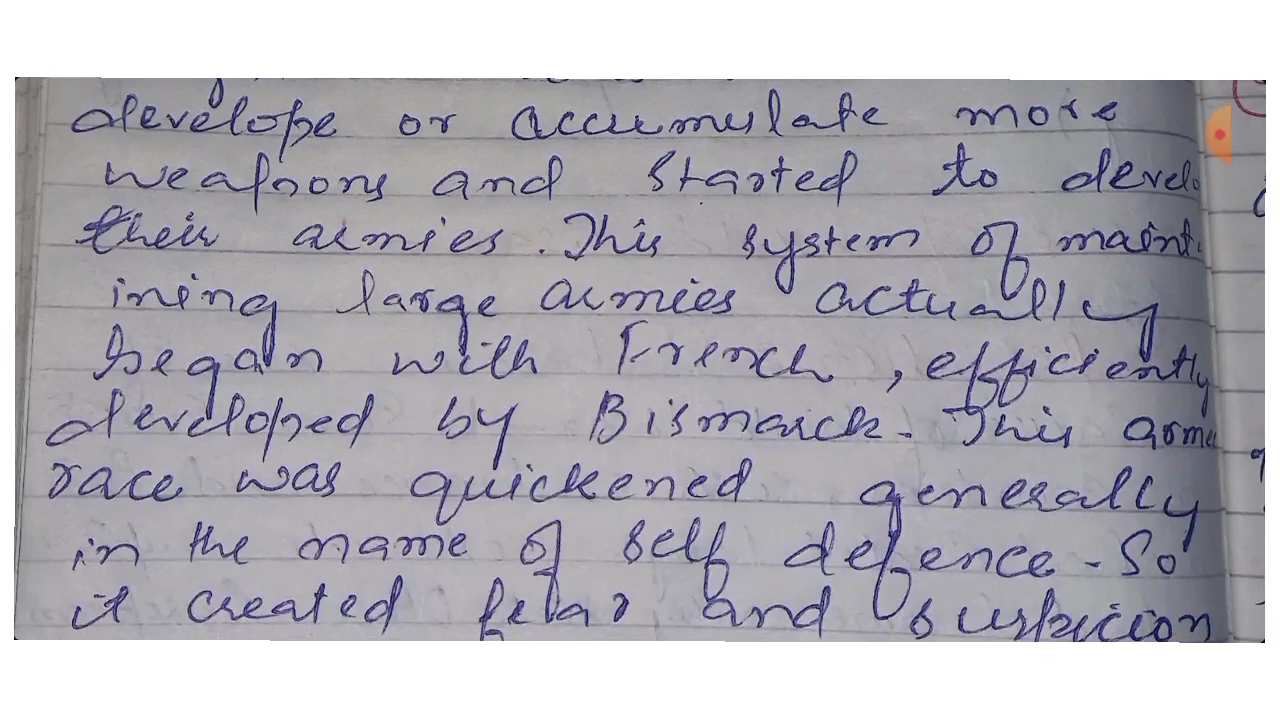 develope or accumulate more
weapons and started to develo
their armies. This system of maint-
ining large armies actually
began with French, efficiently
developed by Bismarck. This arme
race was quickened generally
in the name of self defence. So
it created fear and suspicion